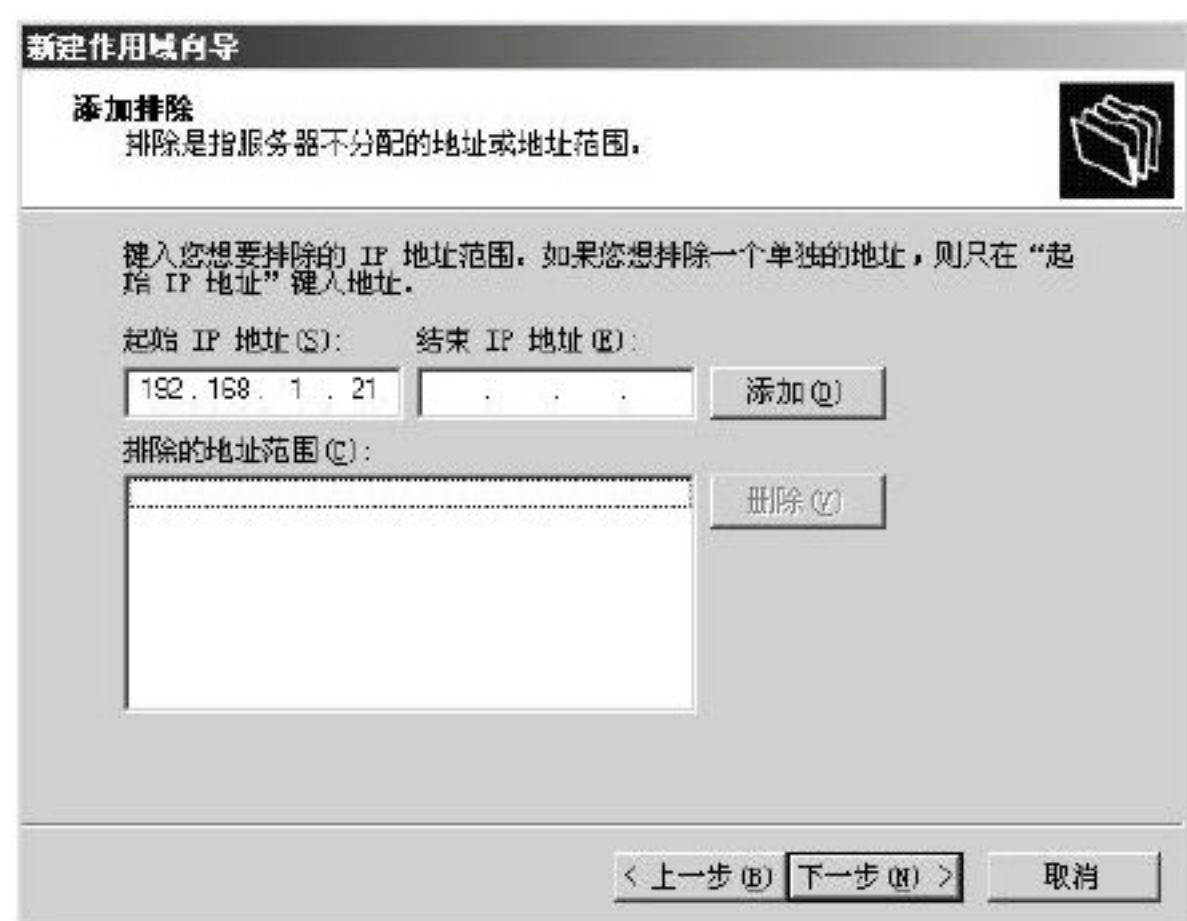 新建作用域向导
添加排除
排除是指服务器不分配的地址或地址范围。
键入您想要排除的 IP 地址范围。如果您想排除一个单独的地址，则只在“起
始 IP 地址”键入地址。
起始 IP 地址(S): 结束 IP 地址(E):
192.168. 1 . 21 . . . 添加(D)
排除的地址范围(C):
删除(V)
< 上一步(B) 下一步(N) > 取消